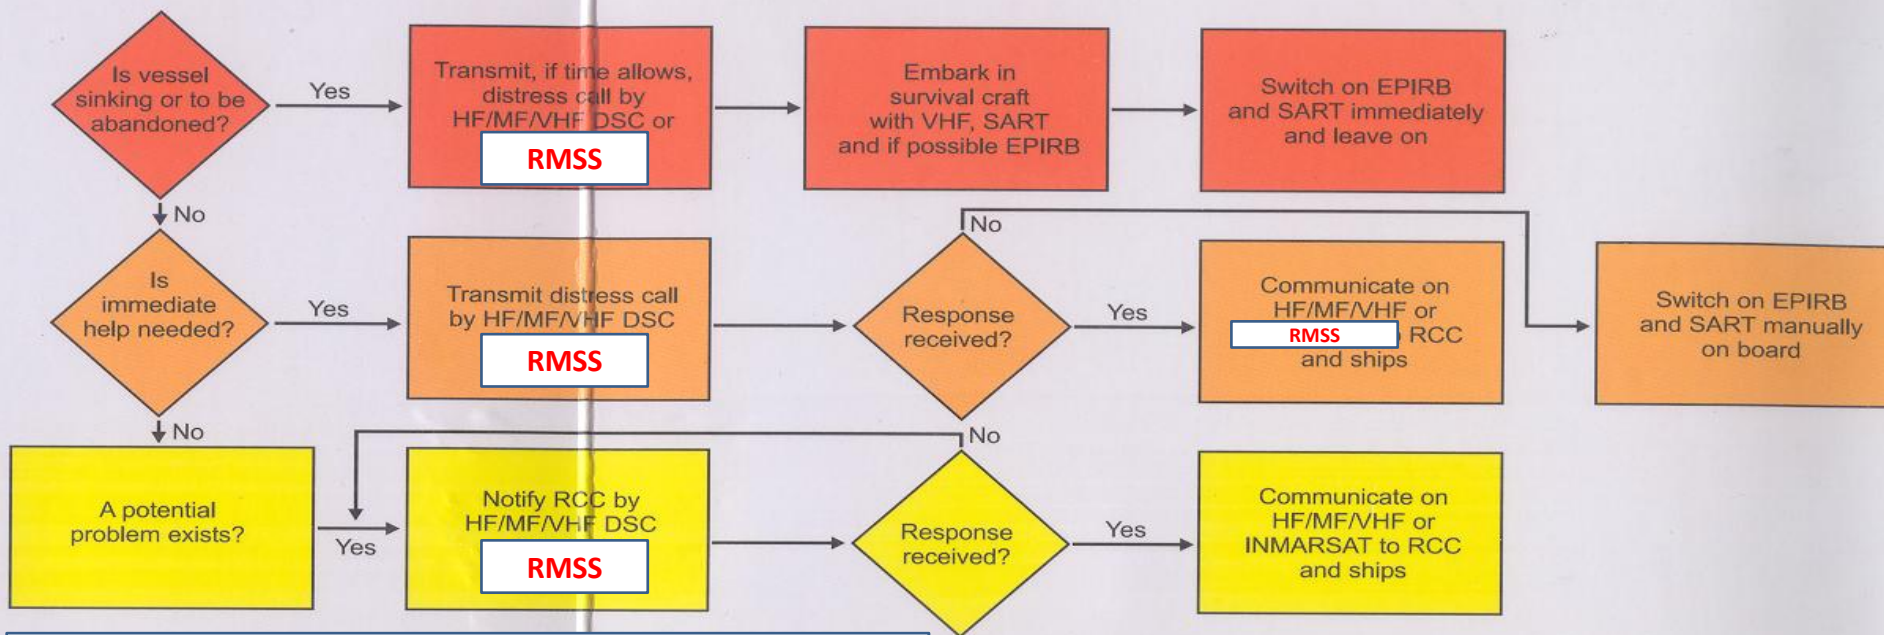 Is vessel
sinking or to be
abandoned?
Yes
Transmit, if time allows,
distress call by
HF/MF/VHF DSC or
RMSS
Embark in
survival craft
with VHF, SART
and if possible EPIRB
Switch on EPIRB
and SART immediately
and leave on
No
Is
immediate
help needed?
Yes
Transmit distress call
by HF/MF/VHF DSC
RMSS
Response
received?
No
Yes
Communicate on
HF/MF/VHF or
RMSS RCC
and ships
Switch on EPIRB
and SART manually
on board
No
A potential
problem exists?
Yes
Notify RCC by
HF/MF/VHF DSC
RMSS
Response
received?
No
Yes
Communicate on
HF/MF/VHF or
INMARSAT to RCC
and ships